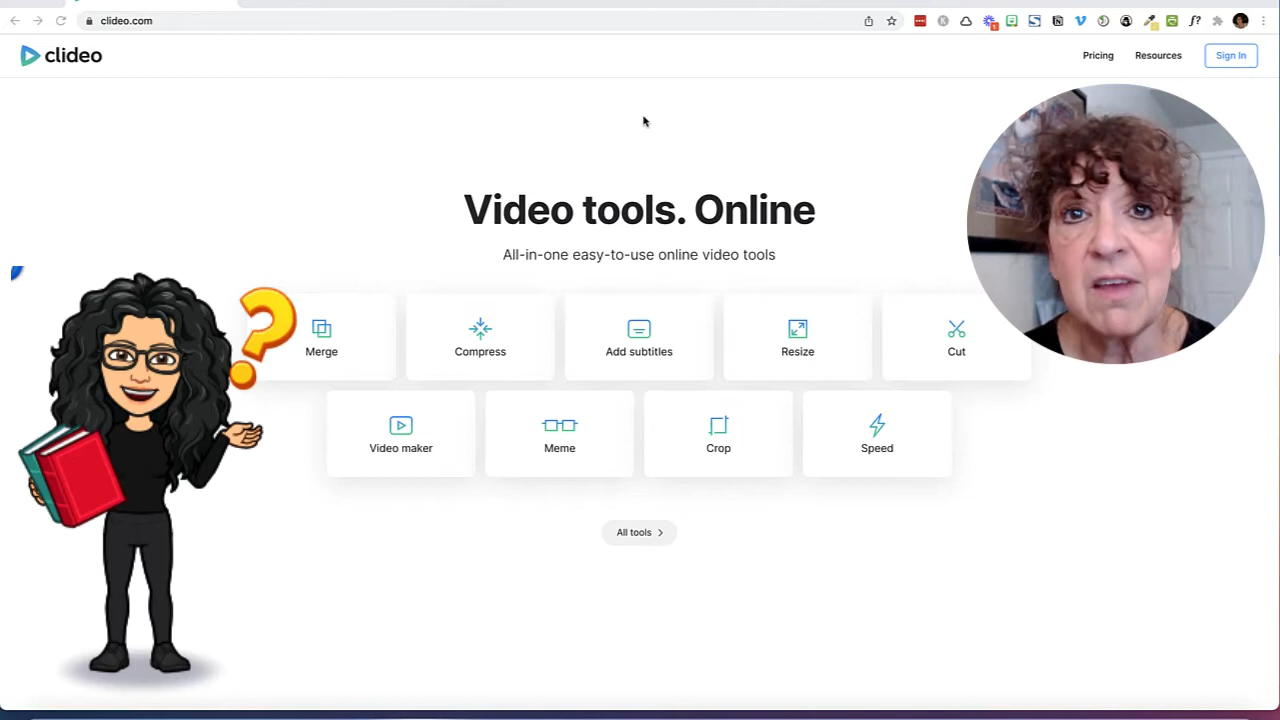 clideo.com
clideo
Pricing
Resources
Sign In
Video tools. Online
All-in-one easy-to-use online video tools
Merge
Compress
Add subtitles
Resize
Cut
Video maker
Meme
Crop
Speed
All tools
?
f?